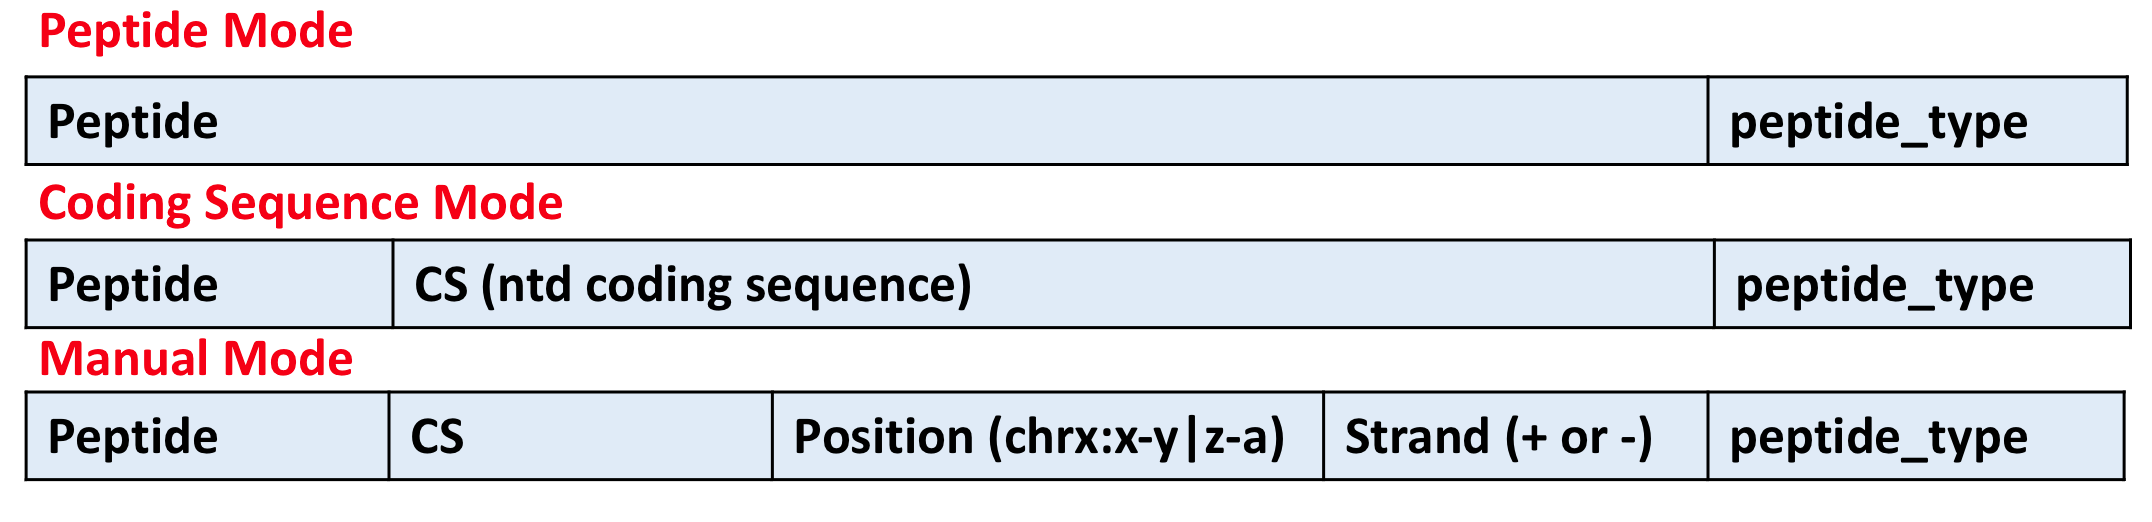 Peptide Mode
Peptide peptide_type
Coding Sequence Mode
Peptide CS (ntd coding sequence) peptide_type
Manual Mode
Peptide CS Position (chrx:x-y|z-a) Strand (+ or -) peptide_type